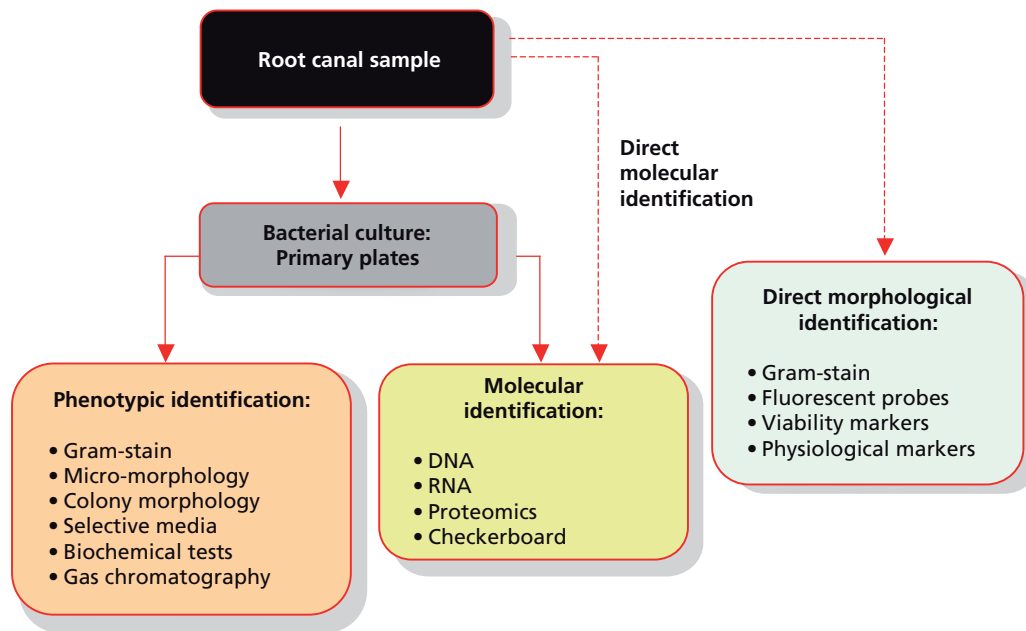 Root canal sample
Direct
molecular
identification
Bacterial culture:
Primary plates
Direct morphological
identification:
• Gram-stain
• Fluorescent probes
• Viability markers
• Physiological markers
Phenotypic identification:
• Gram-stain
• Micro-morphology
• Colony morphology
• Selective media
• Biochemical tests
• Gas chromatography
Molecular
identification:
• DNA
• RNA
• Proteomics
• Checkerboard